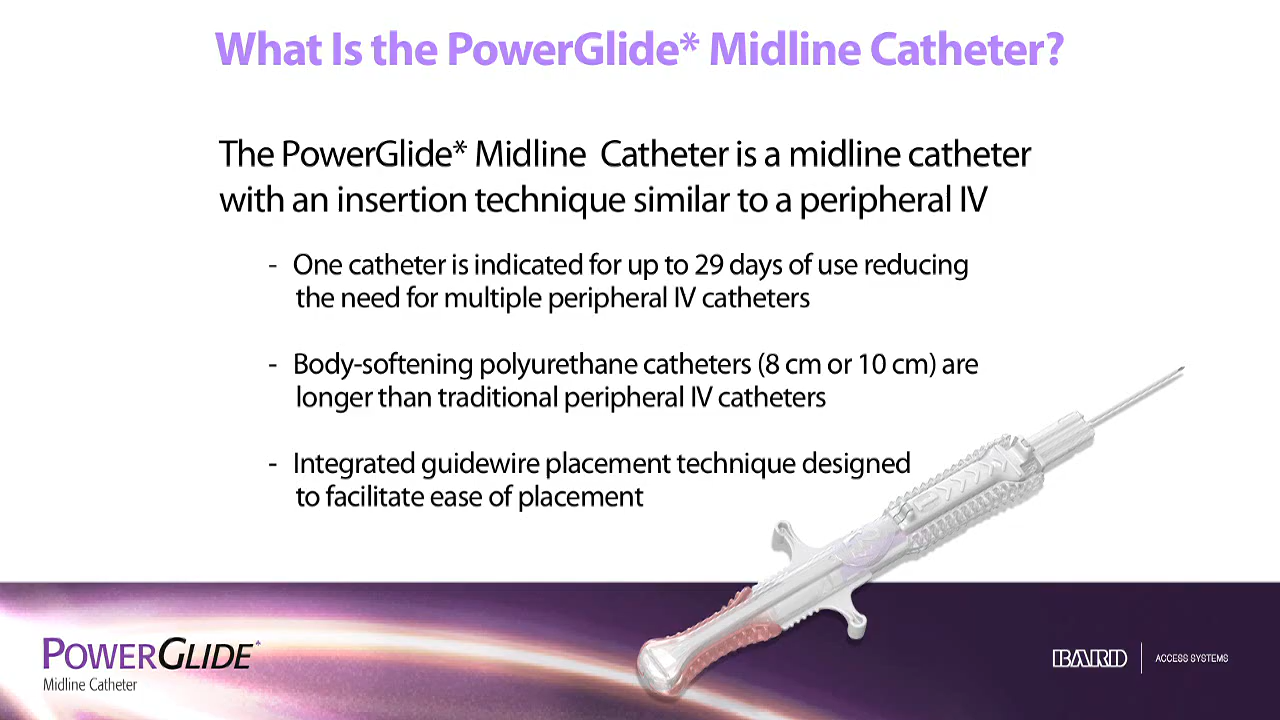 What Is the PowerGlide* Midline Catheter?
The PowerGlide* Midline Catheter is a midline catheter
with an insertion technique similar to a peripheral IV
- One catheter is indicated for up to 29 days of use reducing
the need for multiple peripheral IV catheters
- Body-softening polyurethane catheters (8 cm or 10 cm) are
longer than traditional peripheral IV catheters
- Integrated guidewire placement technique designed
to facilitate ease of placement
POWERGLIDE*
Midline Catheter
BARD | ACCESS SYSTEMS